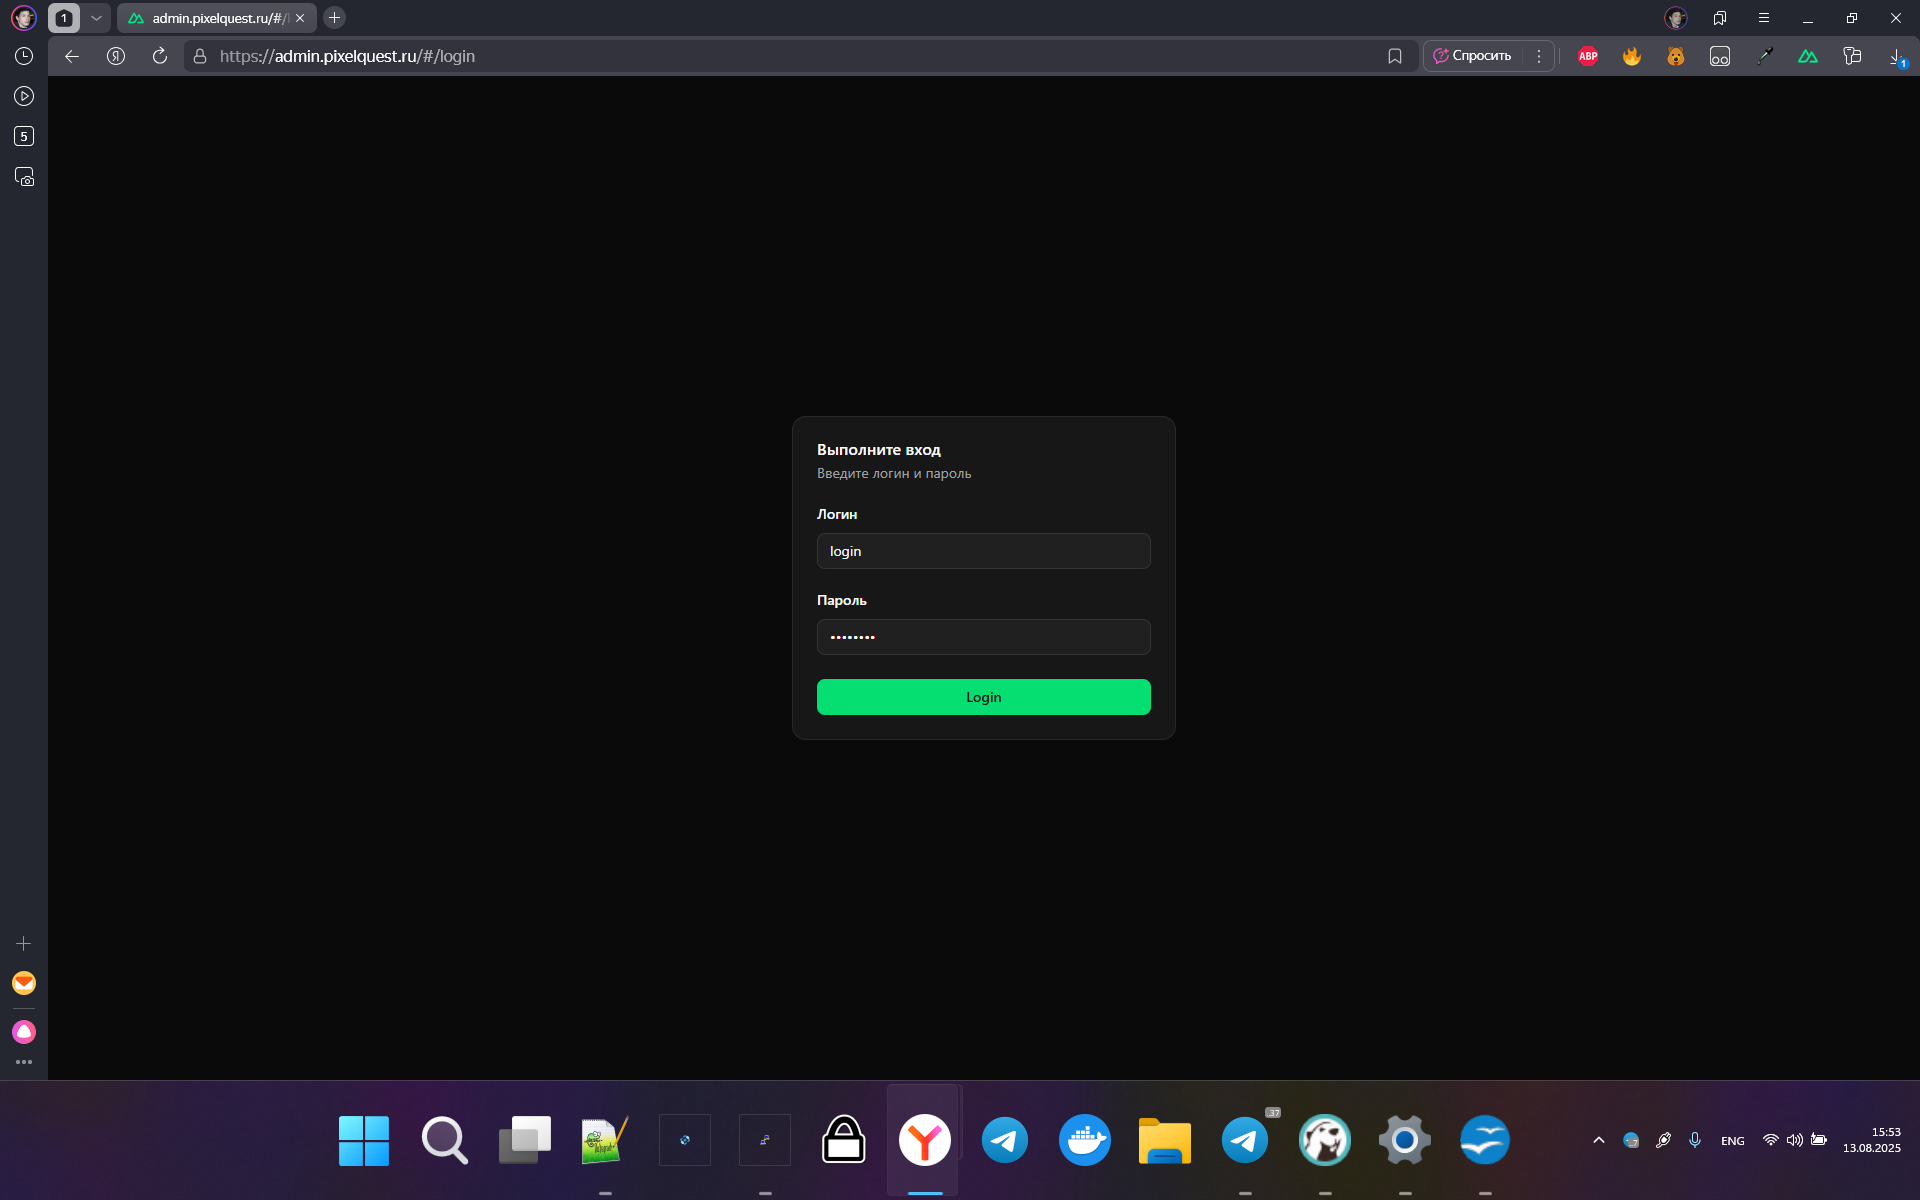 1
admin.pixelquest.ru/#/l
https://admin.pixelquest.ru/#/login
Спросить
ABP
1
5
Выполните вход
Введите логин и пароль
Логин
login
Пароль
••••••••
Login
37
ENG
15:53
13.08.2025